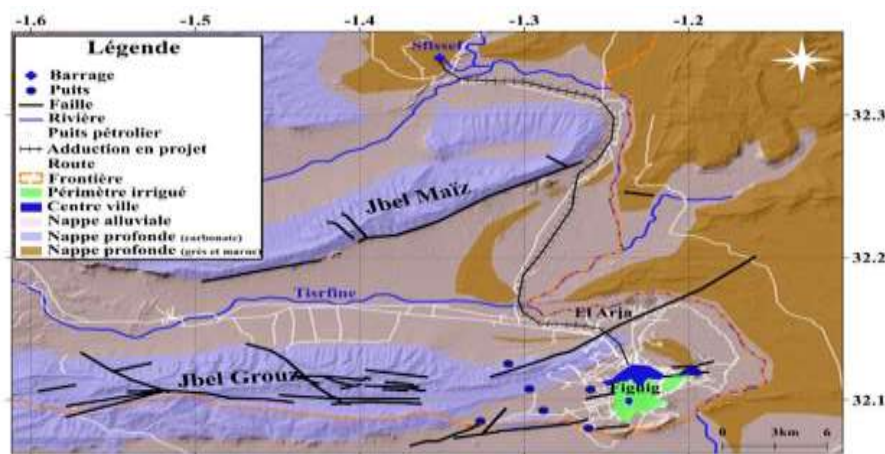 -1.6 -1.5 -1.4 -1.3 -1.2
Légende
Barrage
Puits
Faille
Rivière
Puits pétrolier
Adduction en projet
Route
Frontière
Périmètre irrigué
Centre ville
Nappe alluviale
Nappe profonde (carbonate)
Nappe profonde (grès et marne)
Sfissef
32.3
Jbel Maïz
32.2
Tisrfine
El Arja
Jbel Grouz
Figuig
32.1
0 3km 6